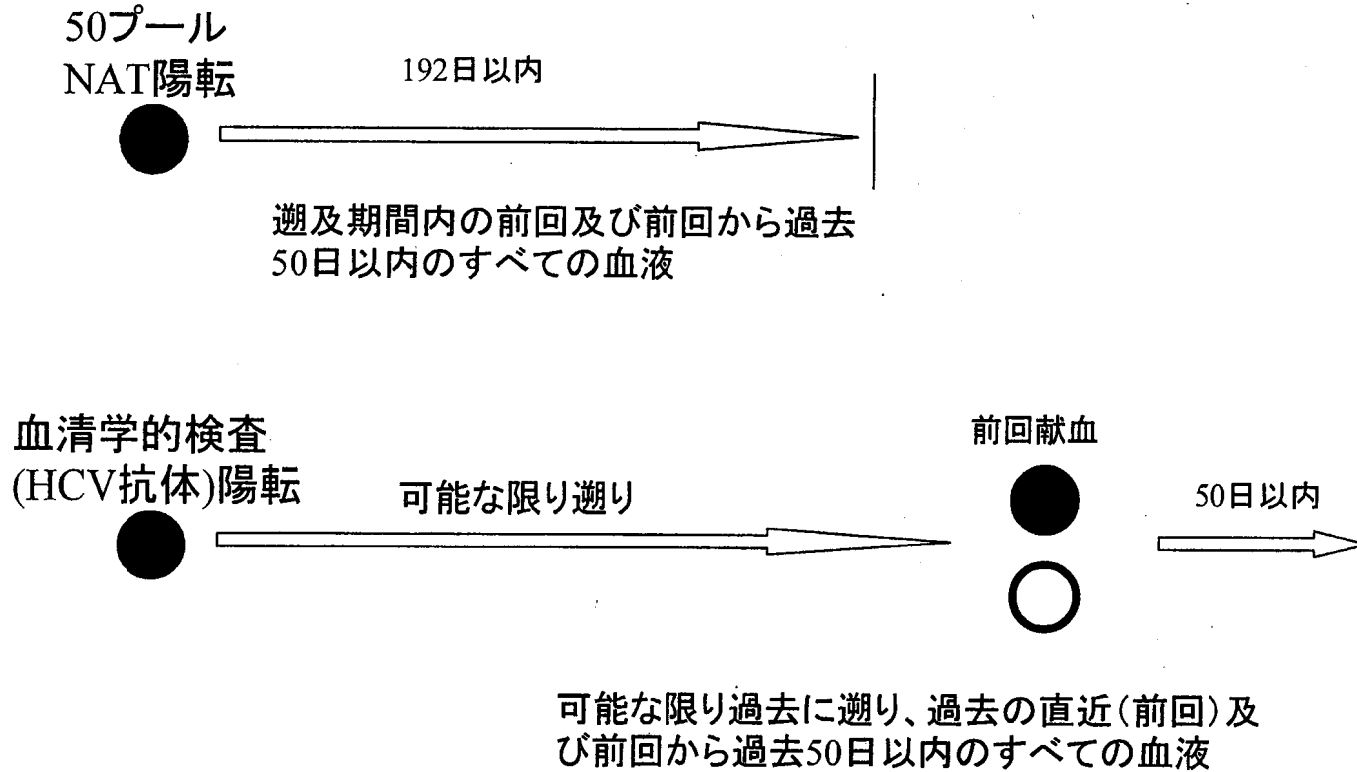 50プール
NAT陽転
192日以内
遡及期間内の前回及び前回から過去
50日以内のすべての血液
血清学的検査
(HCV抗体)陽転
可能な限り遡り
前回献血
50日以内
可能な限り過去に遡り、過去の直近(前回)及
び前回から過去50日以内のすべての血液